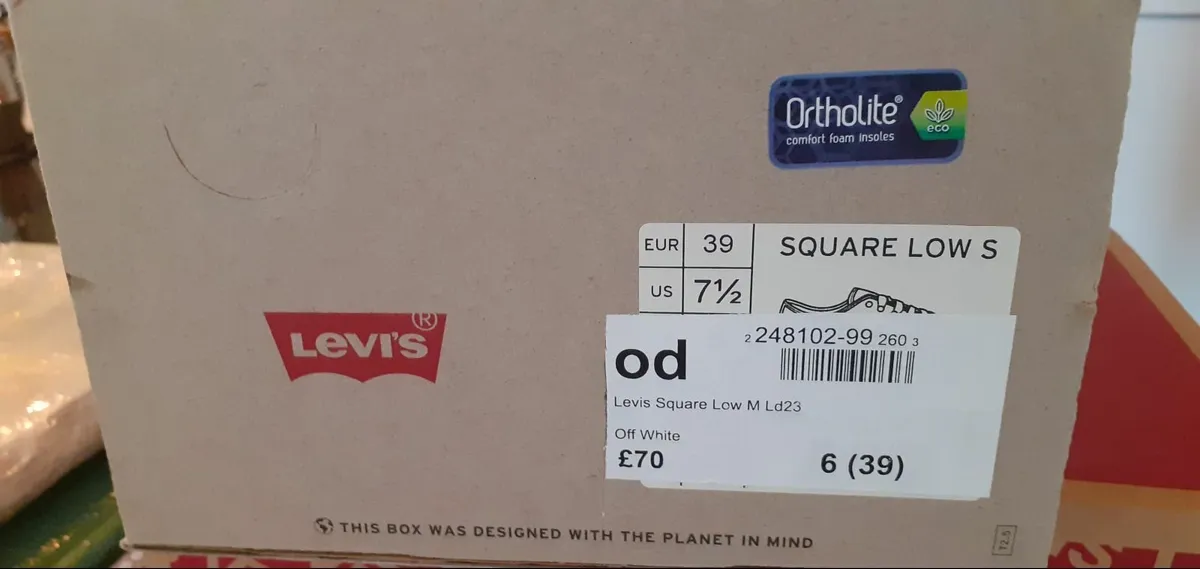 Ortholite®
eco
comfort foam insoles
EUR 39
SQUARE LOW S
US 7½
LEVI'S ®
2 248102-99 260 3
od
Levis Square Low M Ld23
Off White
£70
6 (39)
THIS BOX WAS DESIGNED WITH THE PLANET IN MIND